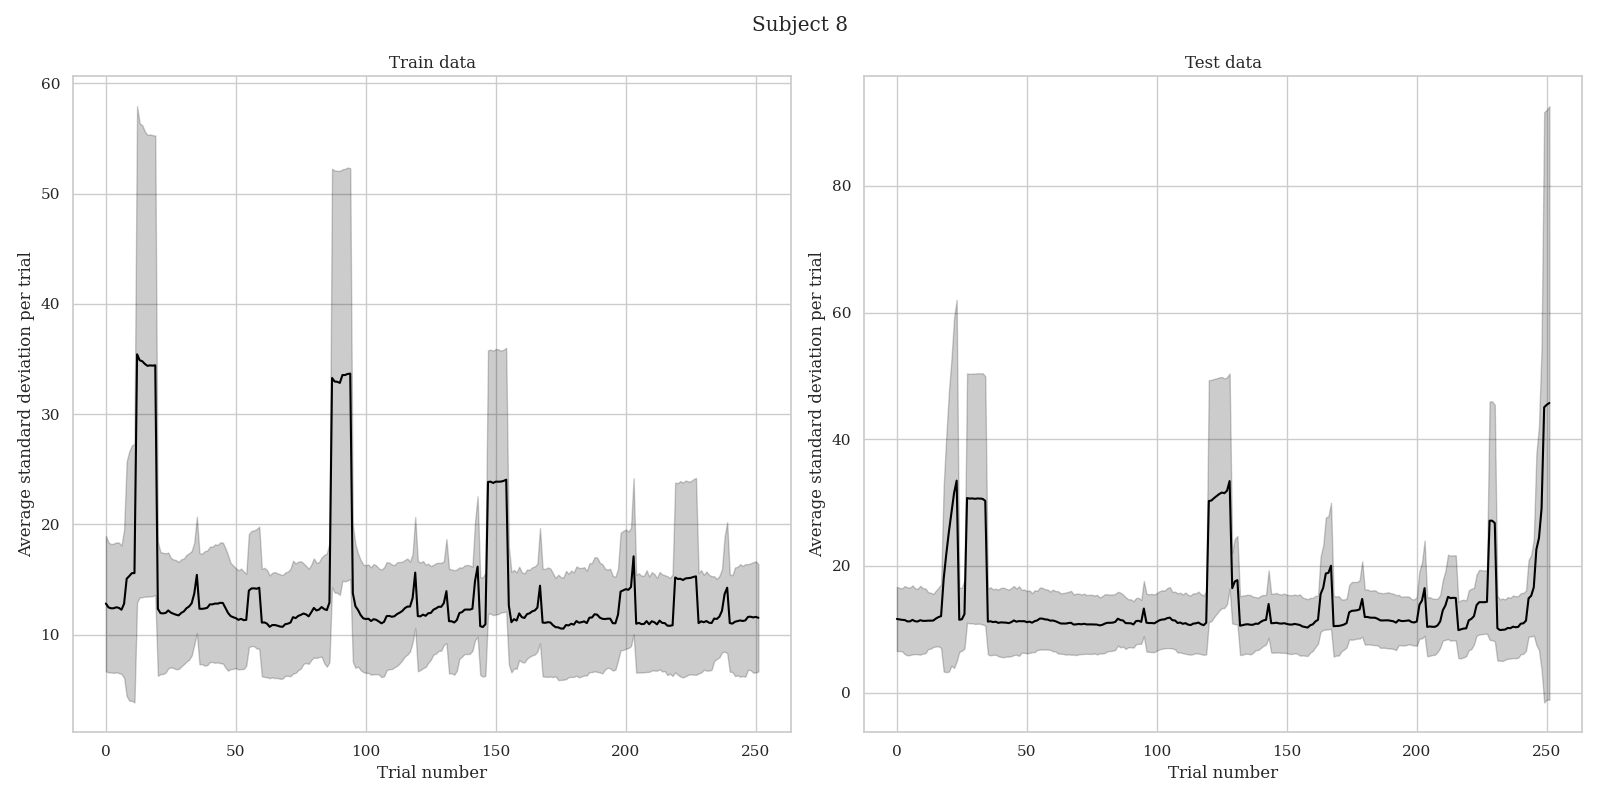 Subject 8
Train data
Test data
Average standard deviation per trial
60
50
40
30
20
10
0 50 100 150 200 250
Trial number
Average standard deviation per trial
80
60
40
20
0
0 50 100 150 200 250
Trial number